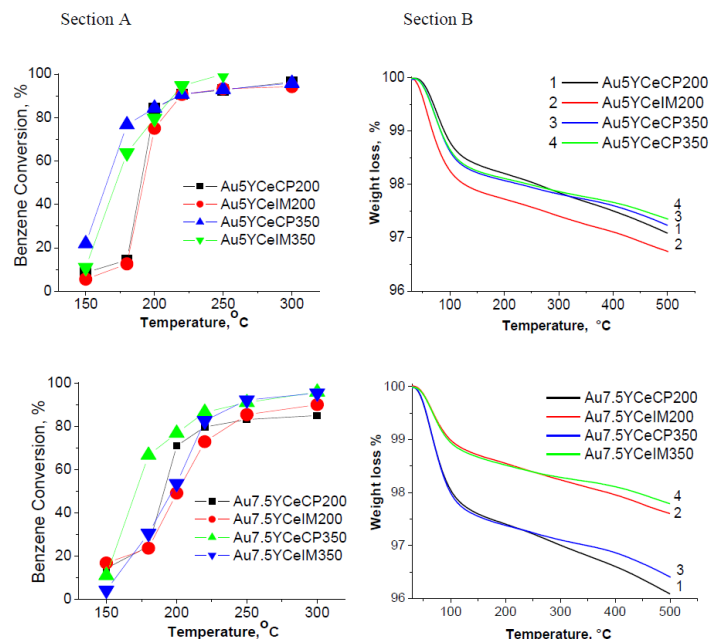 Section A
Section B
Benzene Conversion, %
100
80
60
40
20
0
Au5YCeCP200
Au5YCeIM200
Au5YCeCP350
Au5YCeIM350
150 200 250 300
Temperature, °C
Weight loss, %
100
99
98
97
96
1 Au5YCeCP200
2 Au5YCeIM200
3 Au5YCeCP350
4 Au5YCeCP350
4
3
1
2
100 200 300 400 500
Temperature, °C
Benzene Conversion, %
100
80
60
40
20
0
Au7.5YCeCP200
Au7.5YCeIM200
Au7.5YCeCP350
Au7.5YCeIM350
150 200 250 300
Temperature, °C
Weight loss %
100
99
98
97
96
Au7.5YCeCP200
Au7.5YCeIM200
Au7.5YCeCP350
Au7.5YCeIM350
4
2
3
1
100 200 300 400 500
Temperature, °C